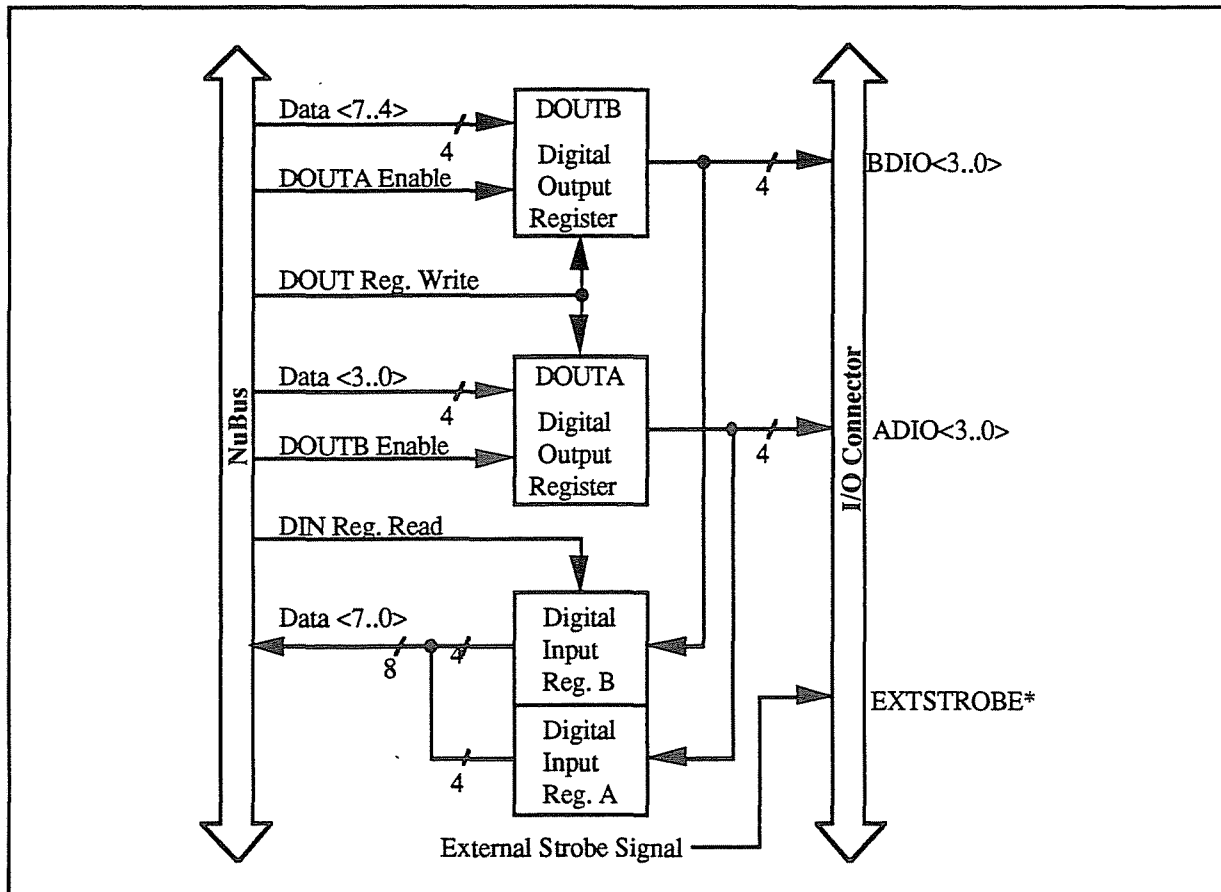 Data <7..4>
4
DOUTA Enable
DOUTB
Digital
Output
Register
4
BDIO<3..0>
DOUT Reg. Write
Data <3..0>
4
DOUTB Enable
DOUTA
Digital
Output
Register
4
ADIO<3..0>
NuBus
I/O Connector
DIN Reg. Read
Data <7..0>
8
4
Digital
Input
Reg. B
4
Digital
Input
Reg. A
EXTSTROBE*
External Strobe Signal